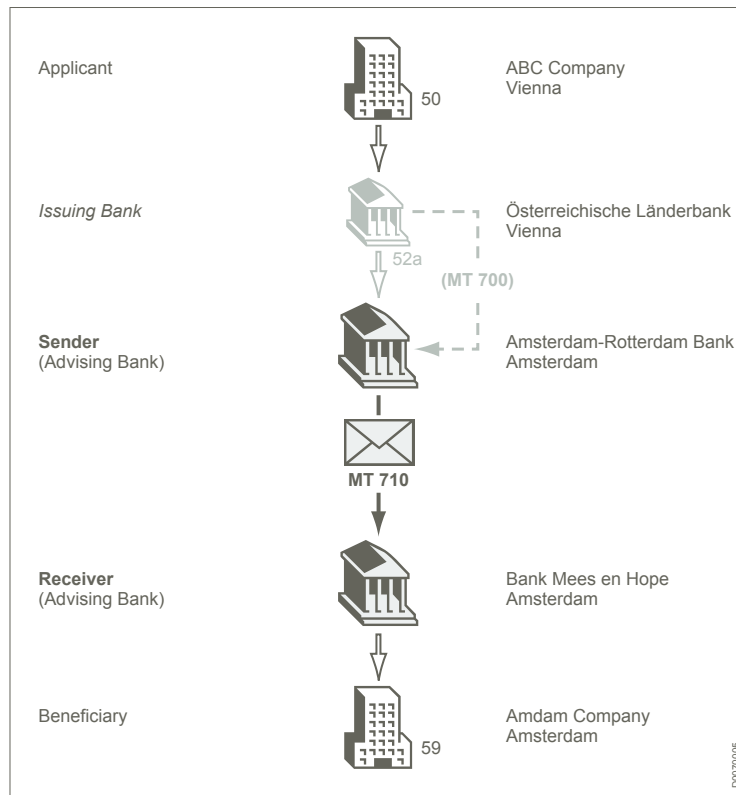 Applicant
50
ABC Company
Vienna
Issuing Bank
52a
Österreichische Länderbank
Vienna
(MT 700)
Sender
(Advising Bank)
Amsterdam-Rotterdam Bank
Amsterdam
MT 710
Receiver
(Advising Bank)
Bank Mees en Hope
Amsterdam
Beneficiary
59
Amdam Company
Amsterdam